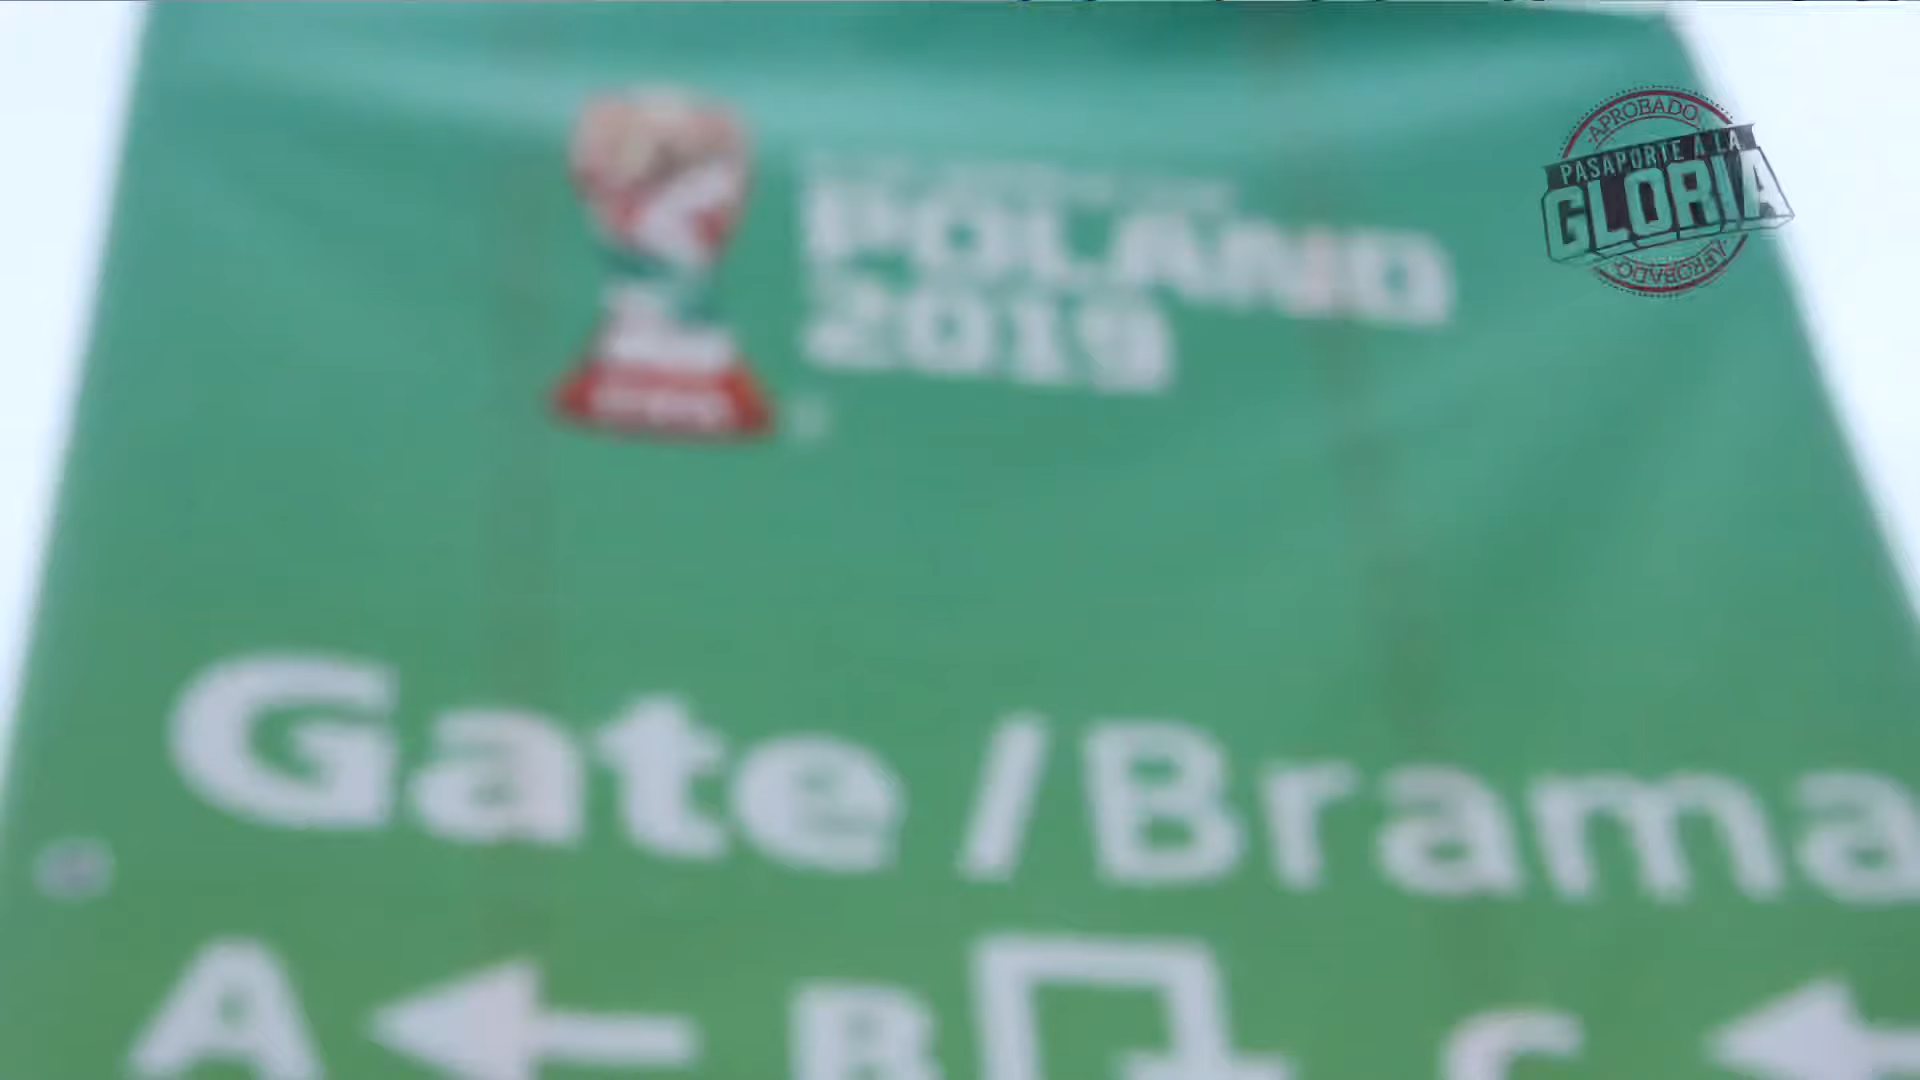 POLAND
2019
APROBADO
PASAPORTE A LA
GLORIA
APROBADO
Gate / Brama
A B C